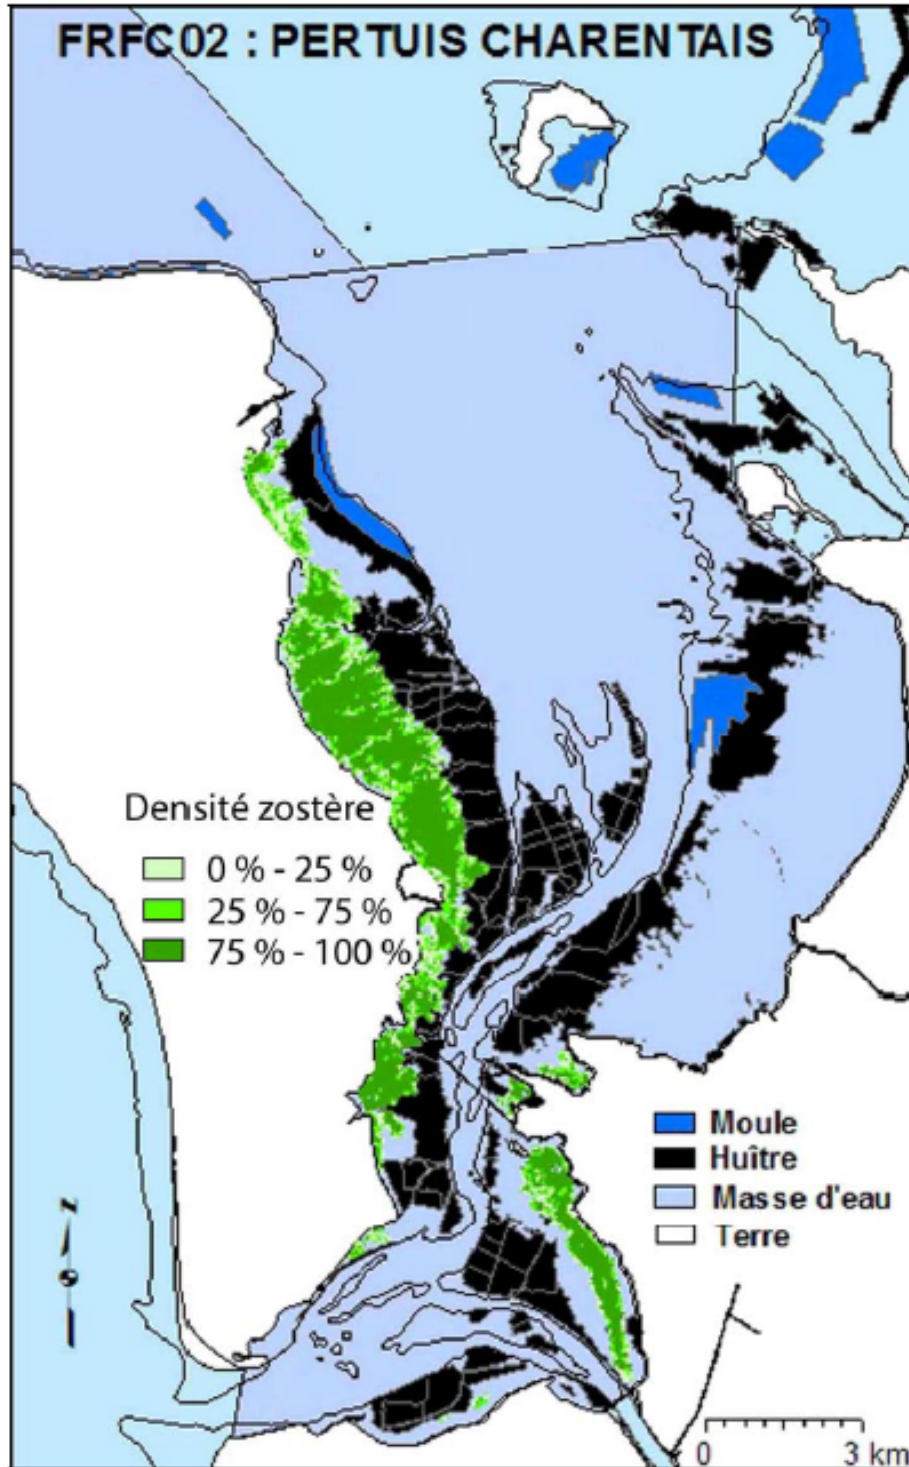 FRFC02 : PERTUIS CHARENTAIS
Densité zostère
0 % - 25 %
25 % - 75 %
75 % - 100 %
Moule
Huître
Masse d'eau
Terre
N
0 3 km